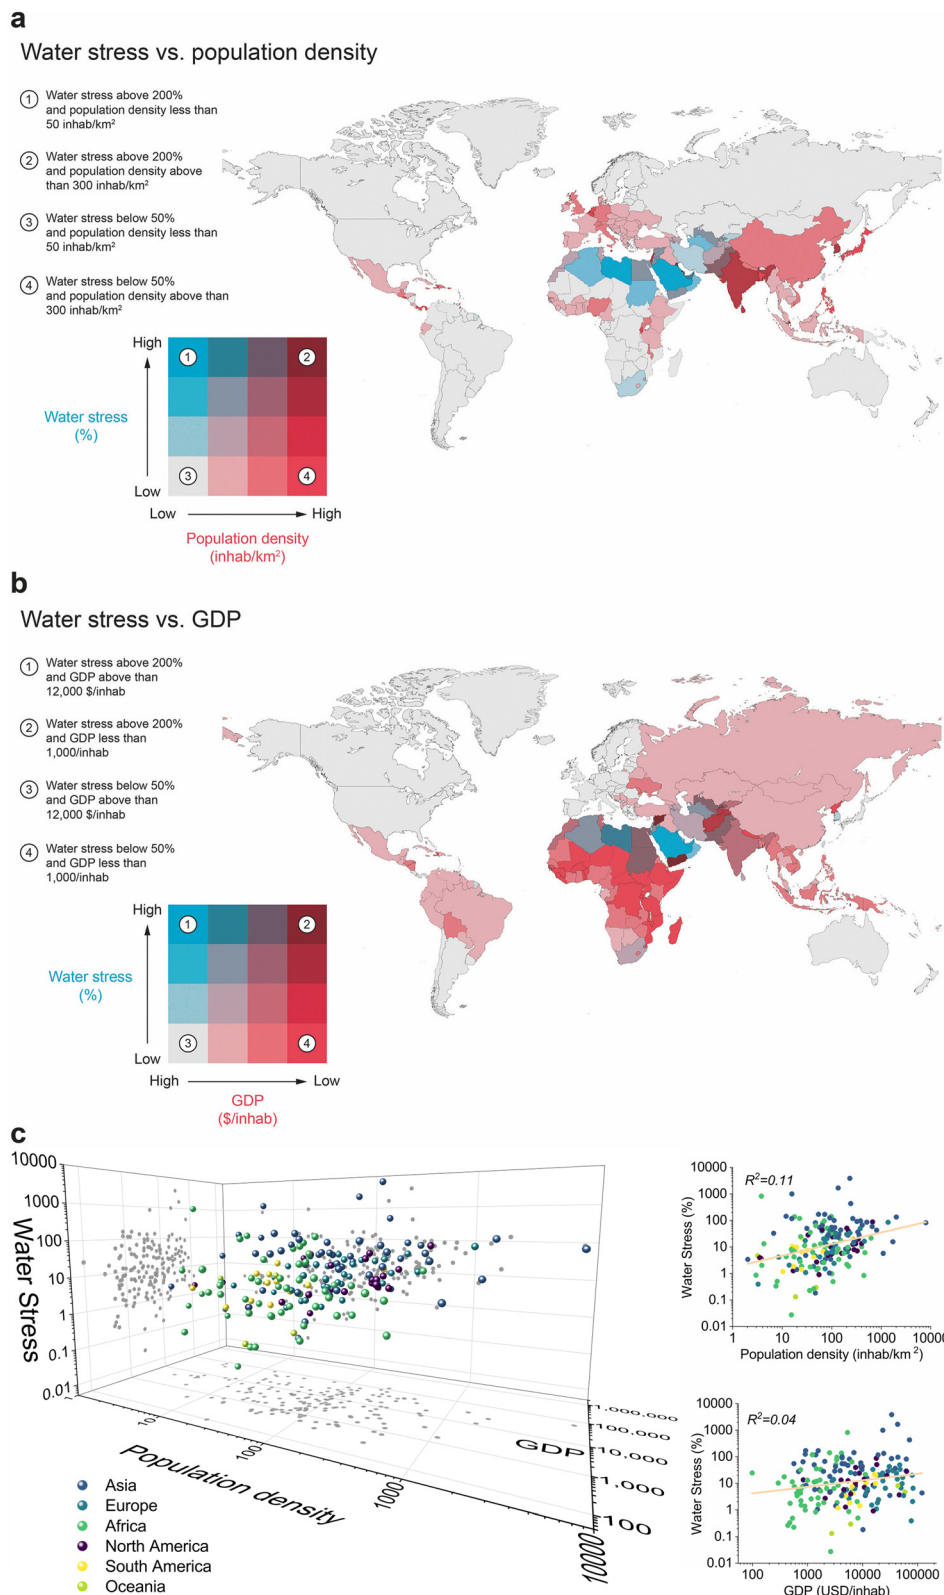 a
Water stress vs. population density
1
Water stress above 200%
and population density less than
50 inhab/km²
2
Water stress above 200%
and population density above
than 300 inhab/km²
3
Water stress below 50%
and population density less than
50 inhab/km²
4
Water stress below 50%
and population density above than
300 inhab/km²
High
1
2
Water stress
(%)
3
4
Low
Low
High
Population density
(inhab/km²)
b
Water stress vs. GDP
1
Water stress above 200%
and GDP above than
12,000 $/inhab
2
Water stress above 200%
and GDP less than
1,000/inhab
3
Water stress below 50%
and GDP above than
12,000 $/inhab
4
Water stress below 50%
and GDP less than
1,000/inhab
High
1
2
Water stress
(%)
3
4
Low
High
Low
GDP
($/inhab)
c
10000
1000
100
10
1
0.1
0.01
Water Stress
10
100
1000
10000
Population density
1.000.000
100.000
10,000
1,000
100
GDP
Asia
Europe
Africa
North America
South America
Oceania
R²=0.11
10000
1000
100
10
1
0.1
0.01
Water Stress (%)
1
10
100
1000
10000
Population density (inhab/km²)
R²=0.04
10000
1000
100
10
1
0.1
0.01
Water Stress (%)
100
1000
10000
100000
GDP (USD/inhab)